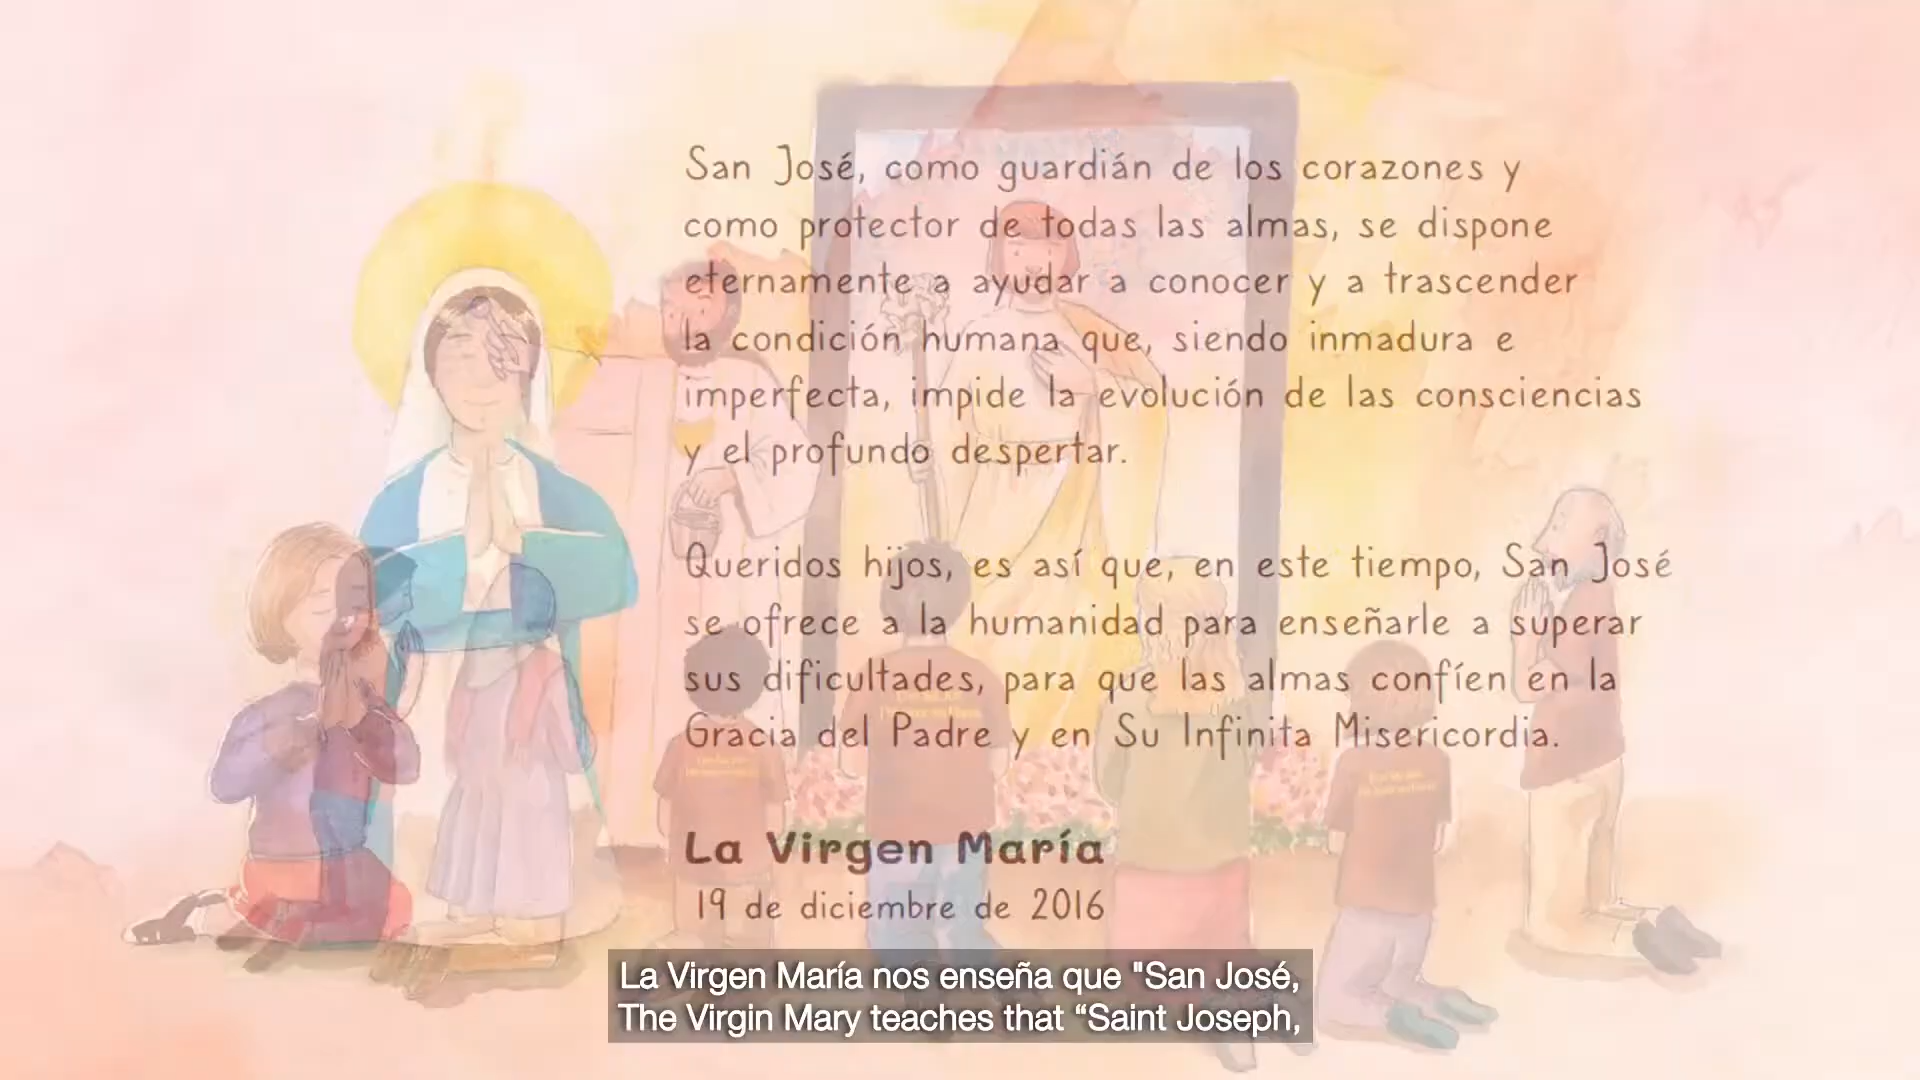 San José, como guardián de los corazones y
como protector de todas las almas, se dispone
eternamente a ayudar a conocer y a trascender
la condición humana que, siendo inmadura e
imperfecta, impide la evolución de las consciencias
y el profundo despertar.
Queridos hijos, es así que, en este tiempo, San José
se ofrece a la humanidad para enseñarle a superar
sus dificultades, para que las almas confíen en la
Gracia del Padre y en Su Infinita Misericordia.
La Virgen María
19 de diciembre de 2016
La Virgen María nos enseña que "San José,
The Virgin Mary teaches that “Saint Joseph,